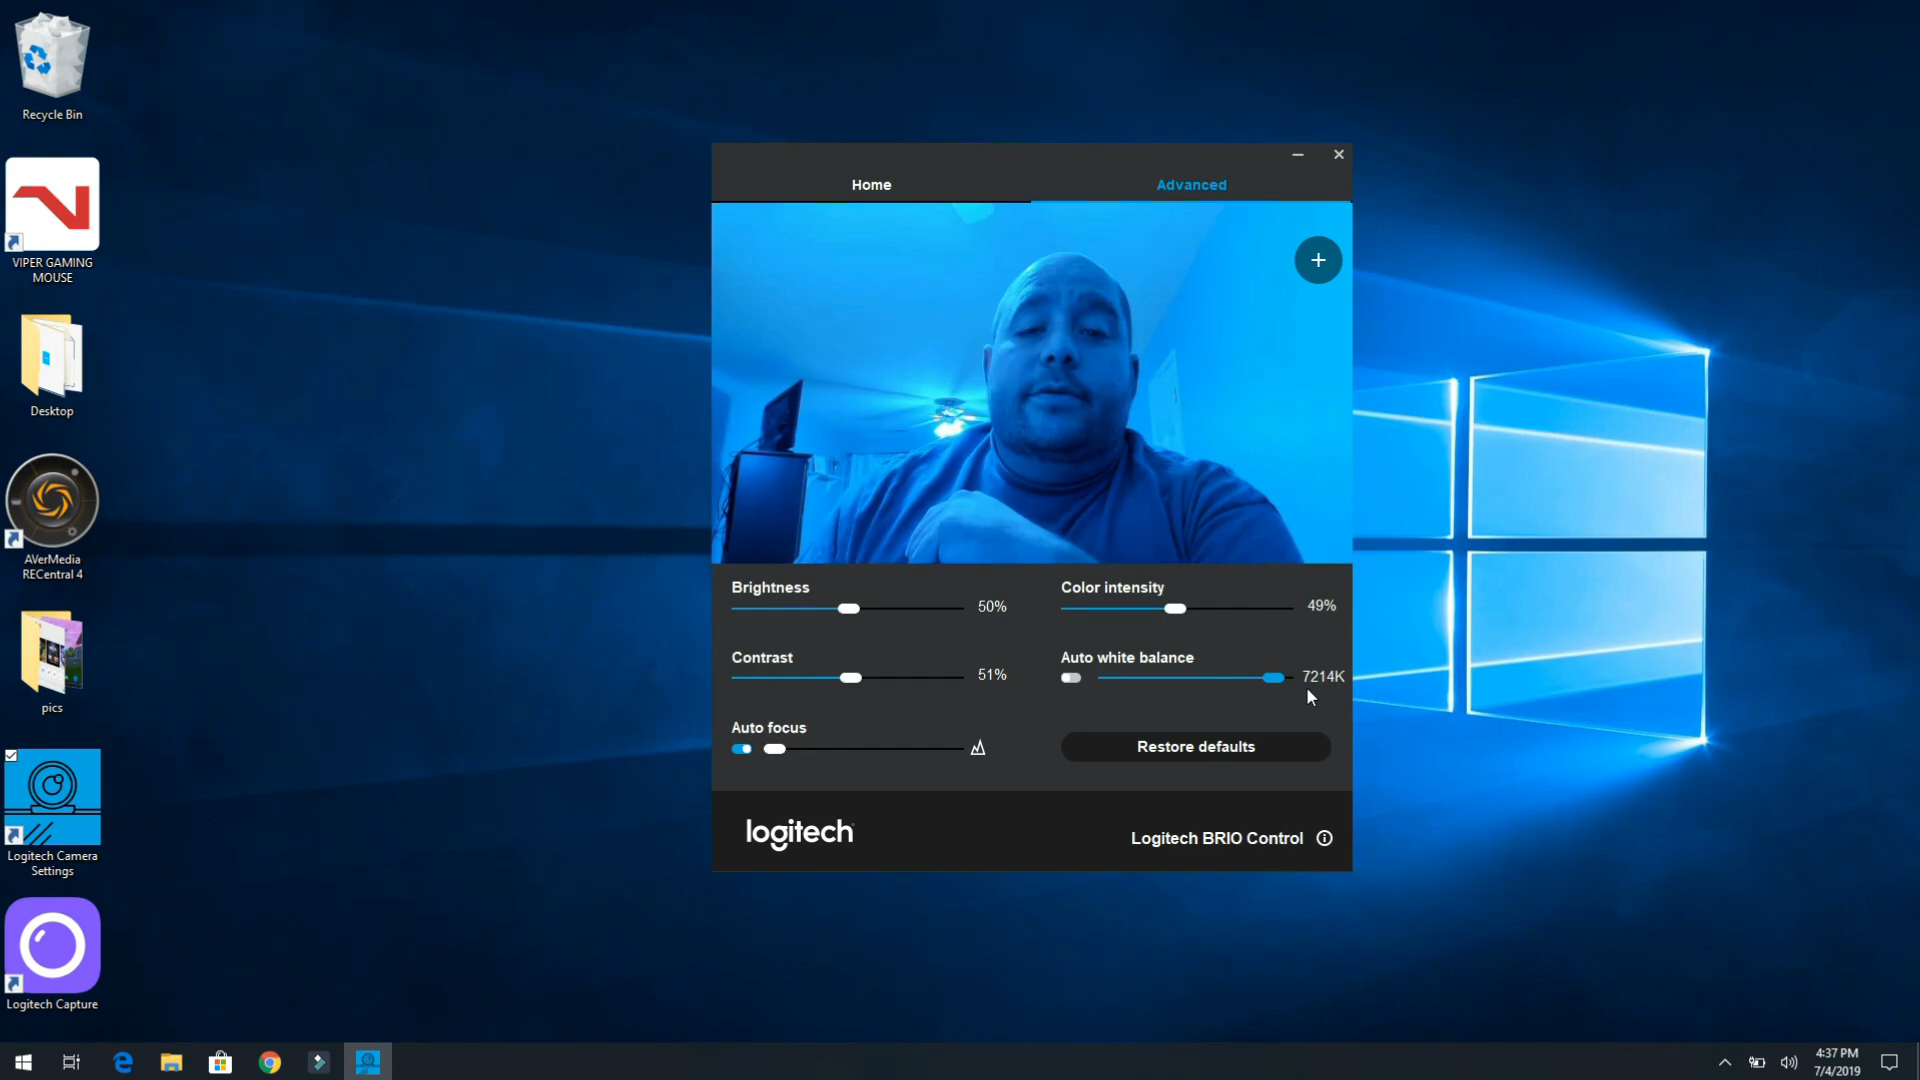 Recycle Bin
VIPER GAMING
MOUSE
Desktop
AVerMedia
RECentral 4
pics
Logitech Camera
Settings
Logitech Capture
Home
Advanced
Brightness
50%
Color intensity
49%
Contrast
51%
Auto white balance
7214K
Auto focus
Restore defaults
logitech
Logitech BRIO Control
4:37 PM
7/4/2019